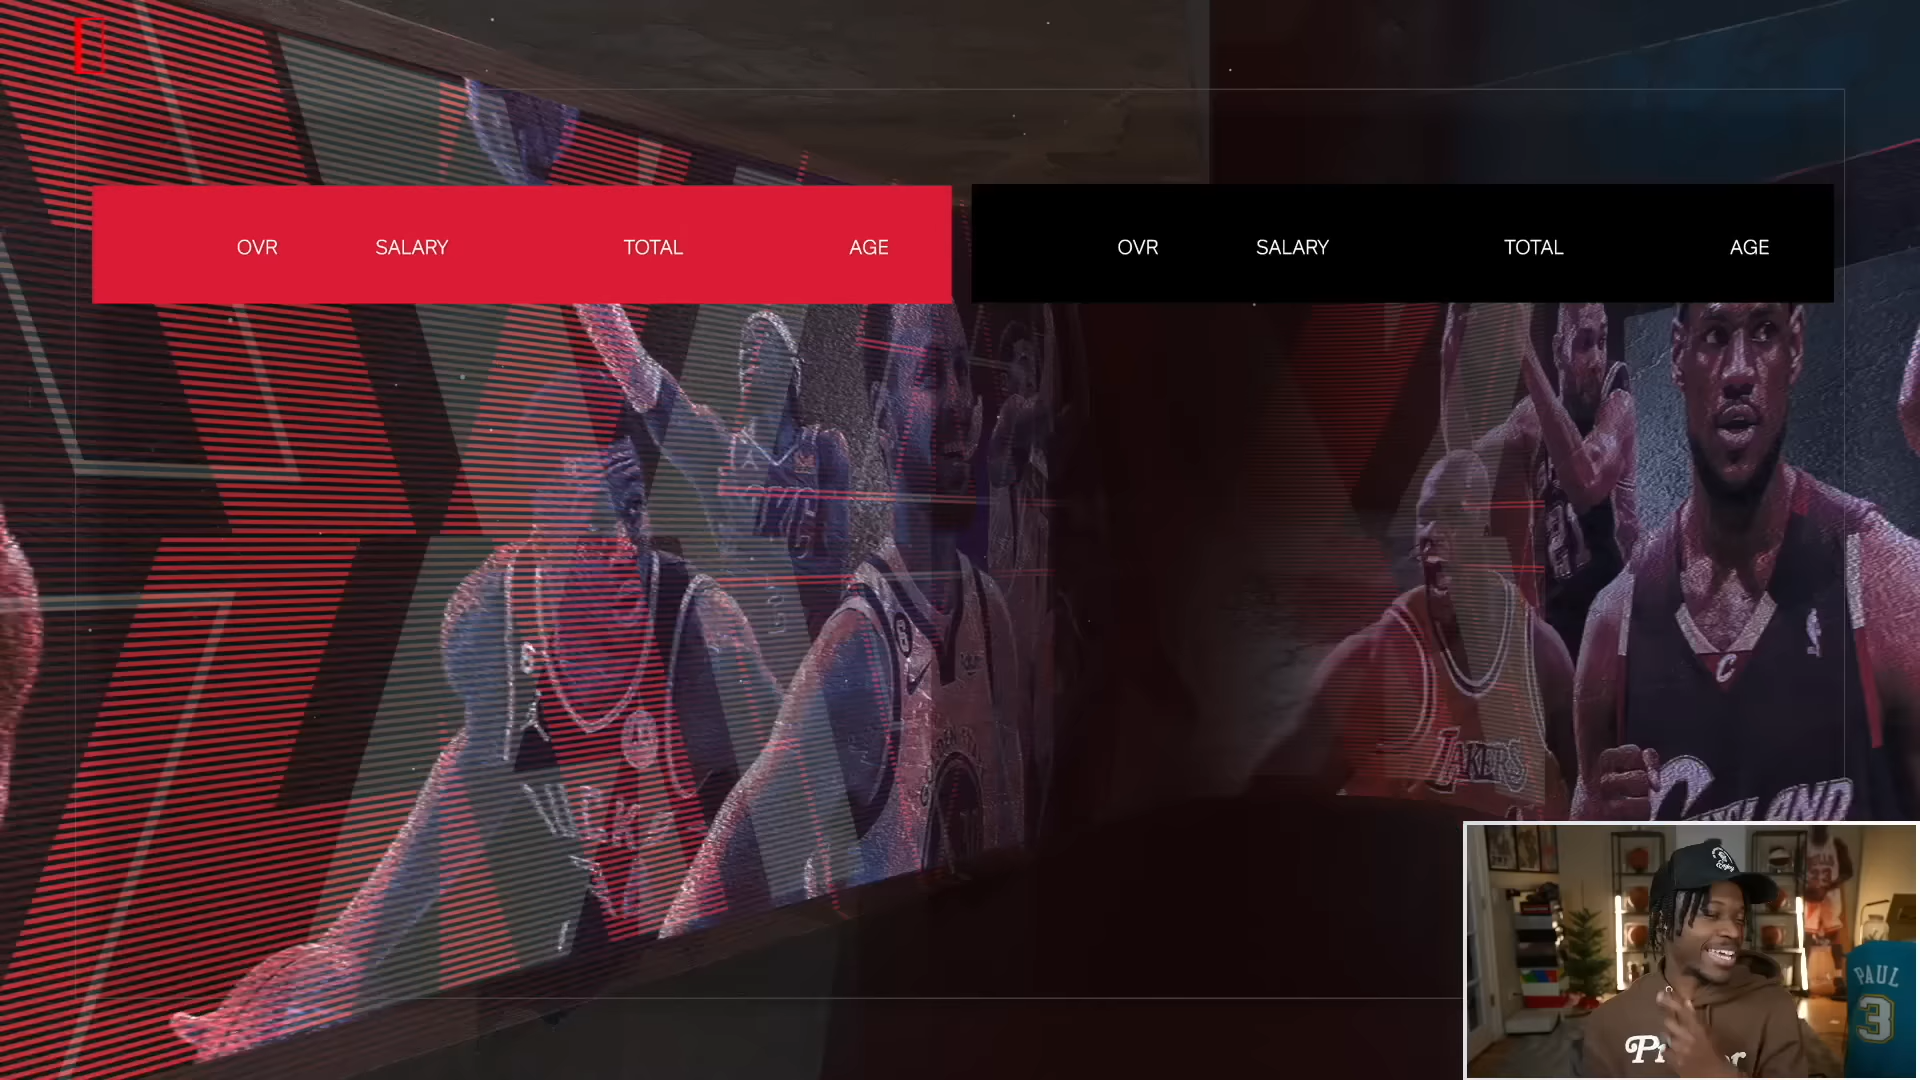 OVR SALARY TOTAL AGE
OVR SALARY TOTAL AGE
LAKERS
PAUL
3